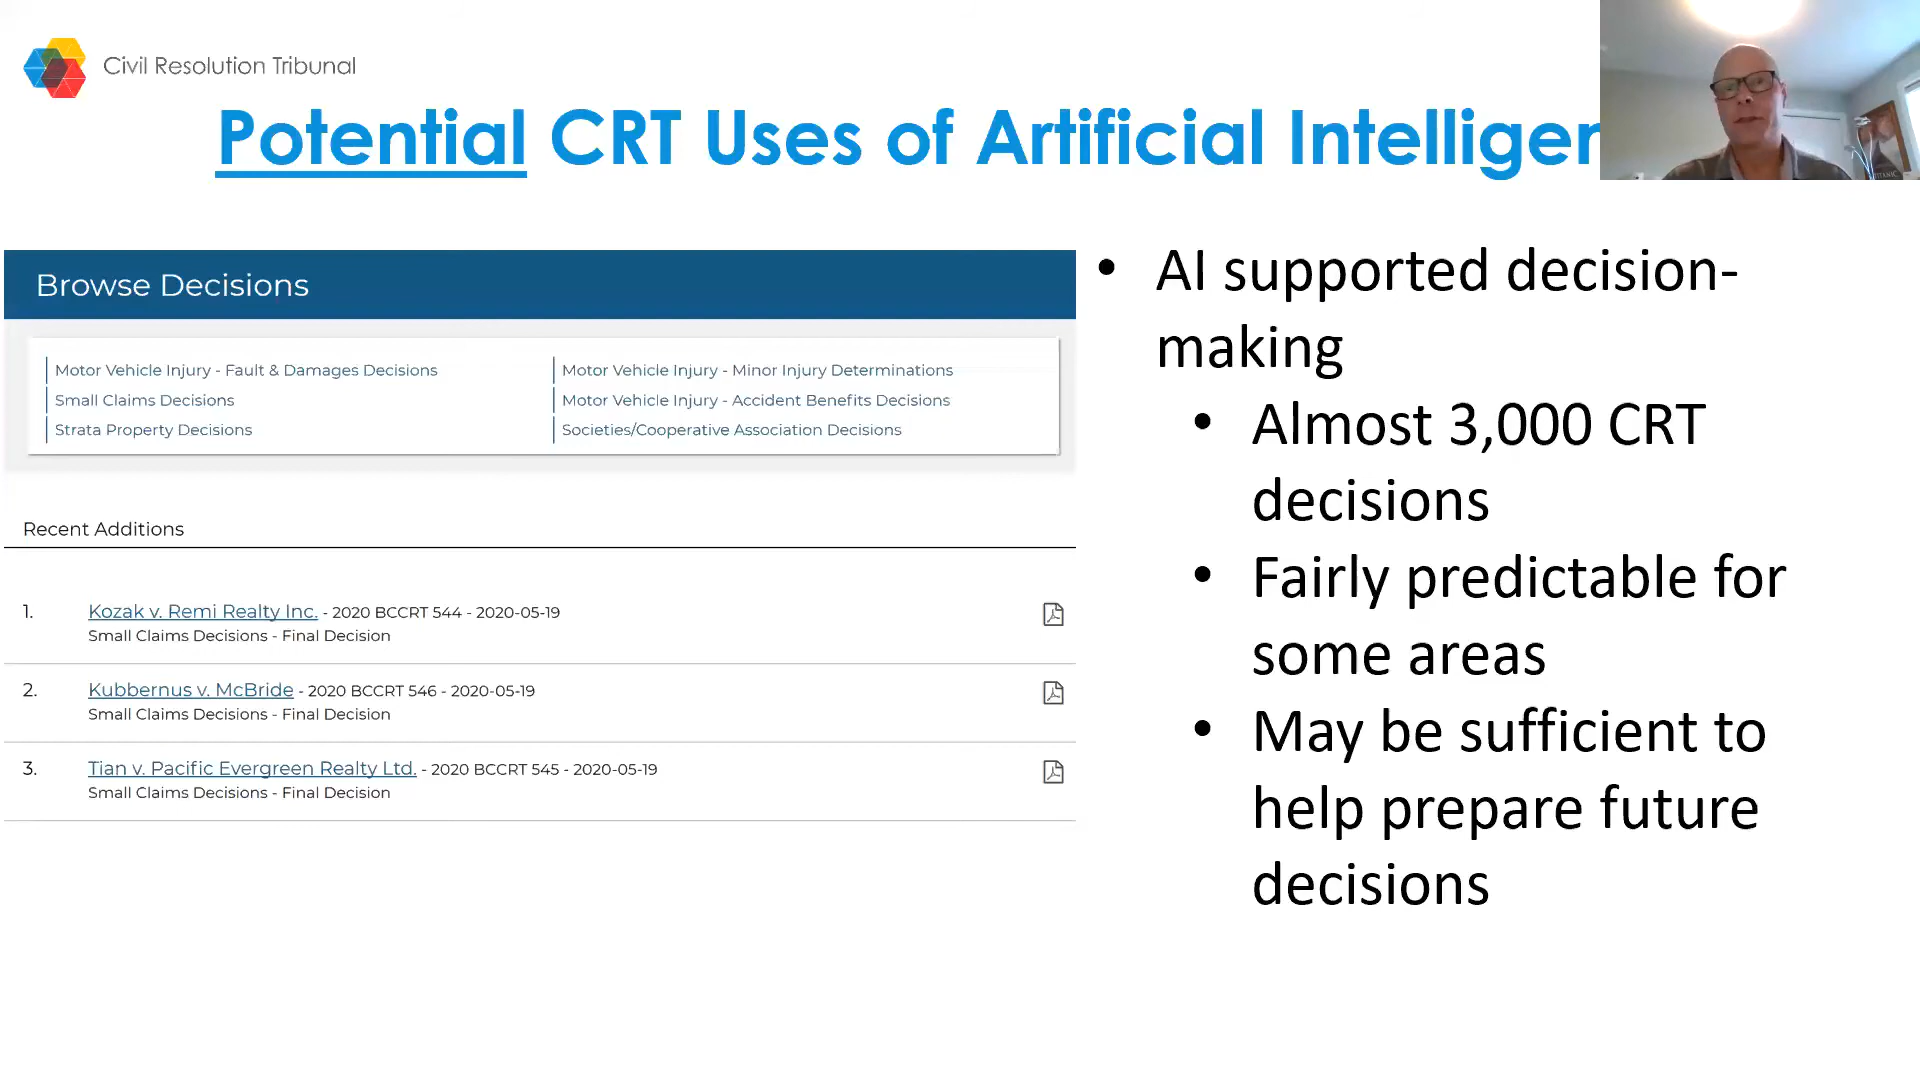 Civil Resolution Tribunal
Potential CRT Uses of Artificial Intelligen
Browse Decisions
Motor Vehicle Injury - Fault & Damages Decisions
Small Claims Decisions
Strata Property Decisions
Motor Vehicle Injury - Minor Injury Determinations
Motor Vehicle Injury - Accident Benefits Decisions
Societies/Cooperative Association Decisions
Recent Additions
1. Kozak v. Remi Realty Inc. - 2020 BCCRT 544 - 2020-05-19
Small Claims Decisions - Final Decision
2. Kubbernus v. McBride - 2020 BCCRT 546 - 2020-05-19
Small Claims Decisions - Final Decision
3. Tian v. Pacific Evergreen Realty Ltd. - 2020 BCCRT 545 - 2020-05-19
Small Claims Decisions - Final Decision
• AI supported decision-
making
• Almost 3,000 CRT
decisions
• Fairly predictable for
some areas
• May be sufficient to
help prepare future
decisions
TITANIC